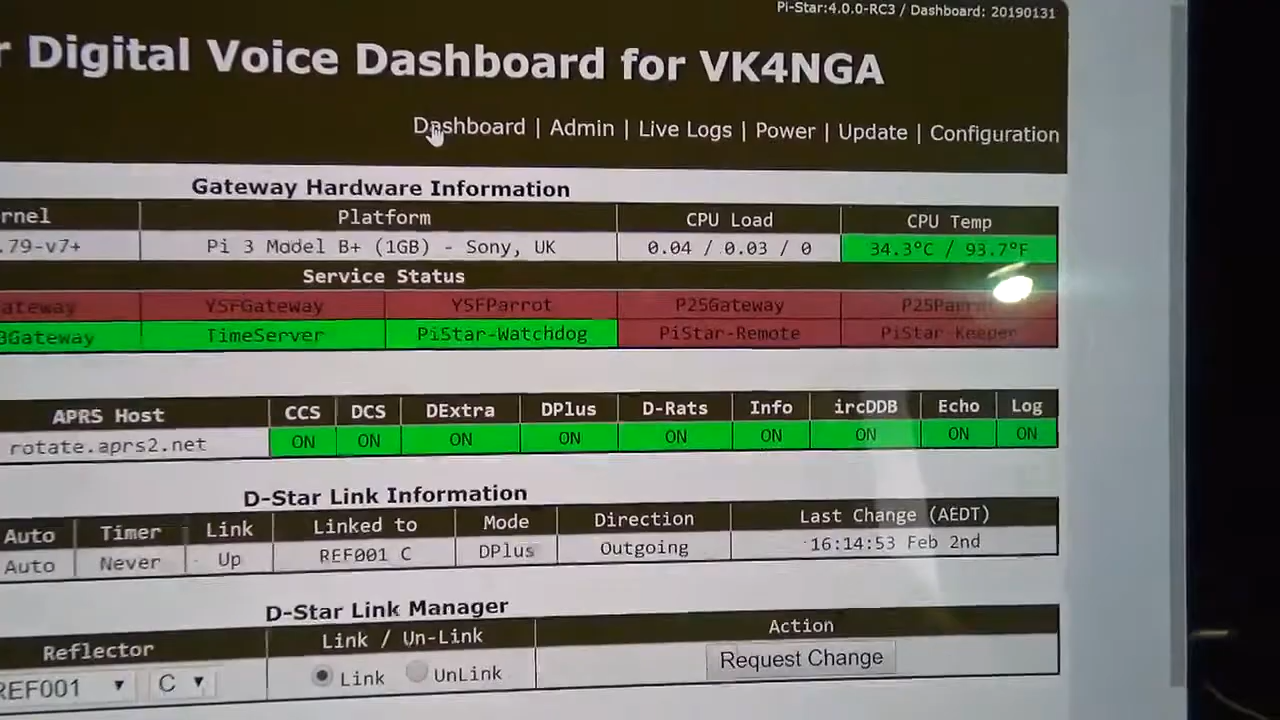 Pi-Star:4.0.0-RC3 / Dashboard: 20190131
r Digital Voice Dashboard for VK4NGA
Dashboard | Admin | Live Logs | Power | Update | Configuration
Gateway Hardware Information
rnel Platform CPU Load CPU Temp
.79-v7+ Pi 3 Model B+ (1GB) - Sony, UK 0.04 / 0.03 / 0 34.3°C / 93.7°F
Service Status
ateway YSFGateway YSFParrot P25Gateway P25Parrot
Gateway TimeServer PiStar-Watchdog PiStar-Remote PiStar-Keeper
APRS Host CCS DCS DExtra DPlus D-Rats Info ircDDB Echo Log
rotate.aprs2.net ON ON ON ON ON ON ON ON ON
D-Star Link Information
Auto Timer Link Linked to Mode Direction Last Change (AEDT)
Auto Never Up REF001 C DPlus Outgoing 16:14:53 Feb 2nd
D-Star Link Manager
Reflector Link / Un-Link Action
REF001 C Link UnLink Request Change